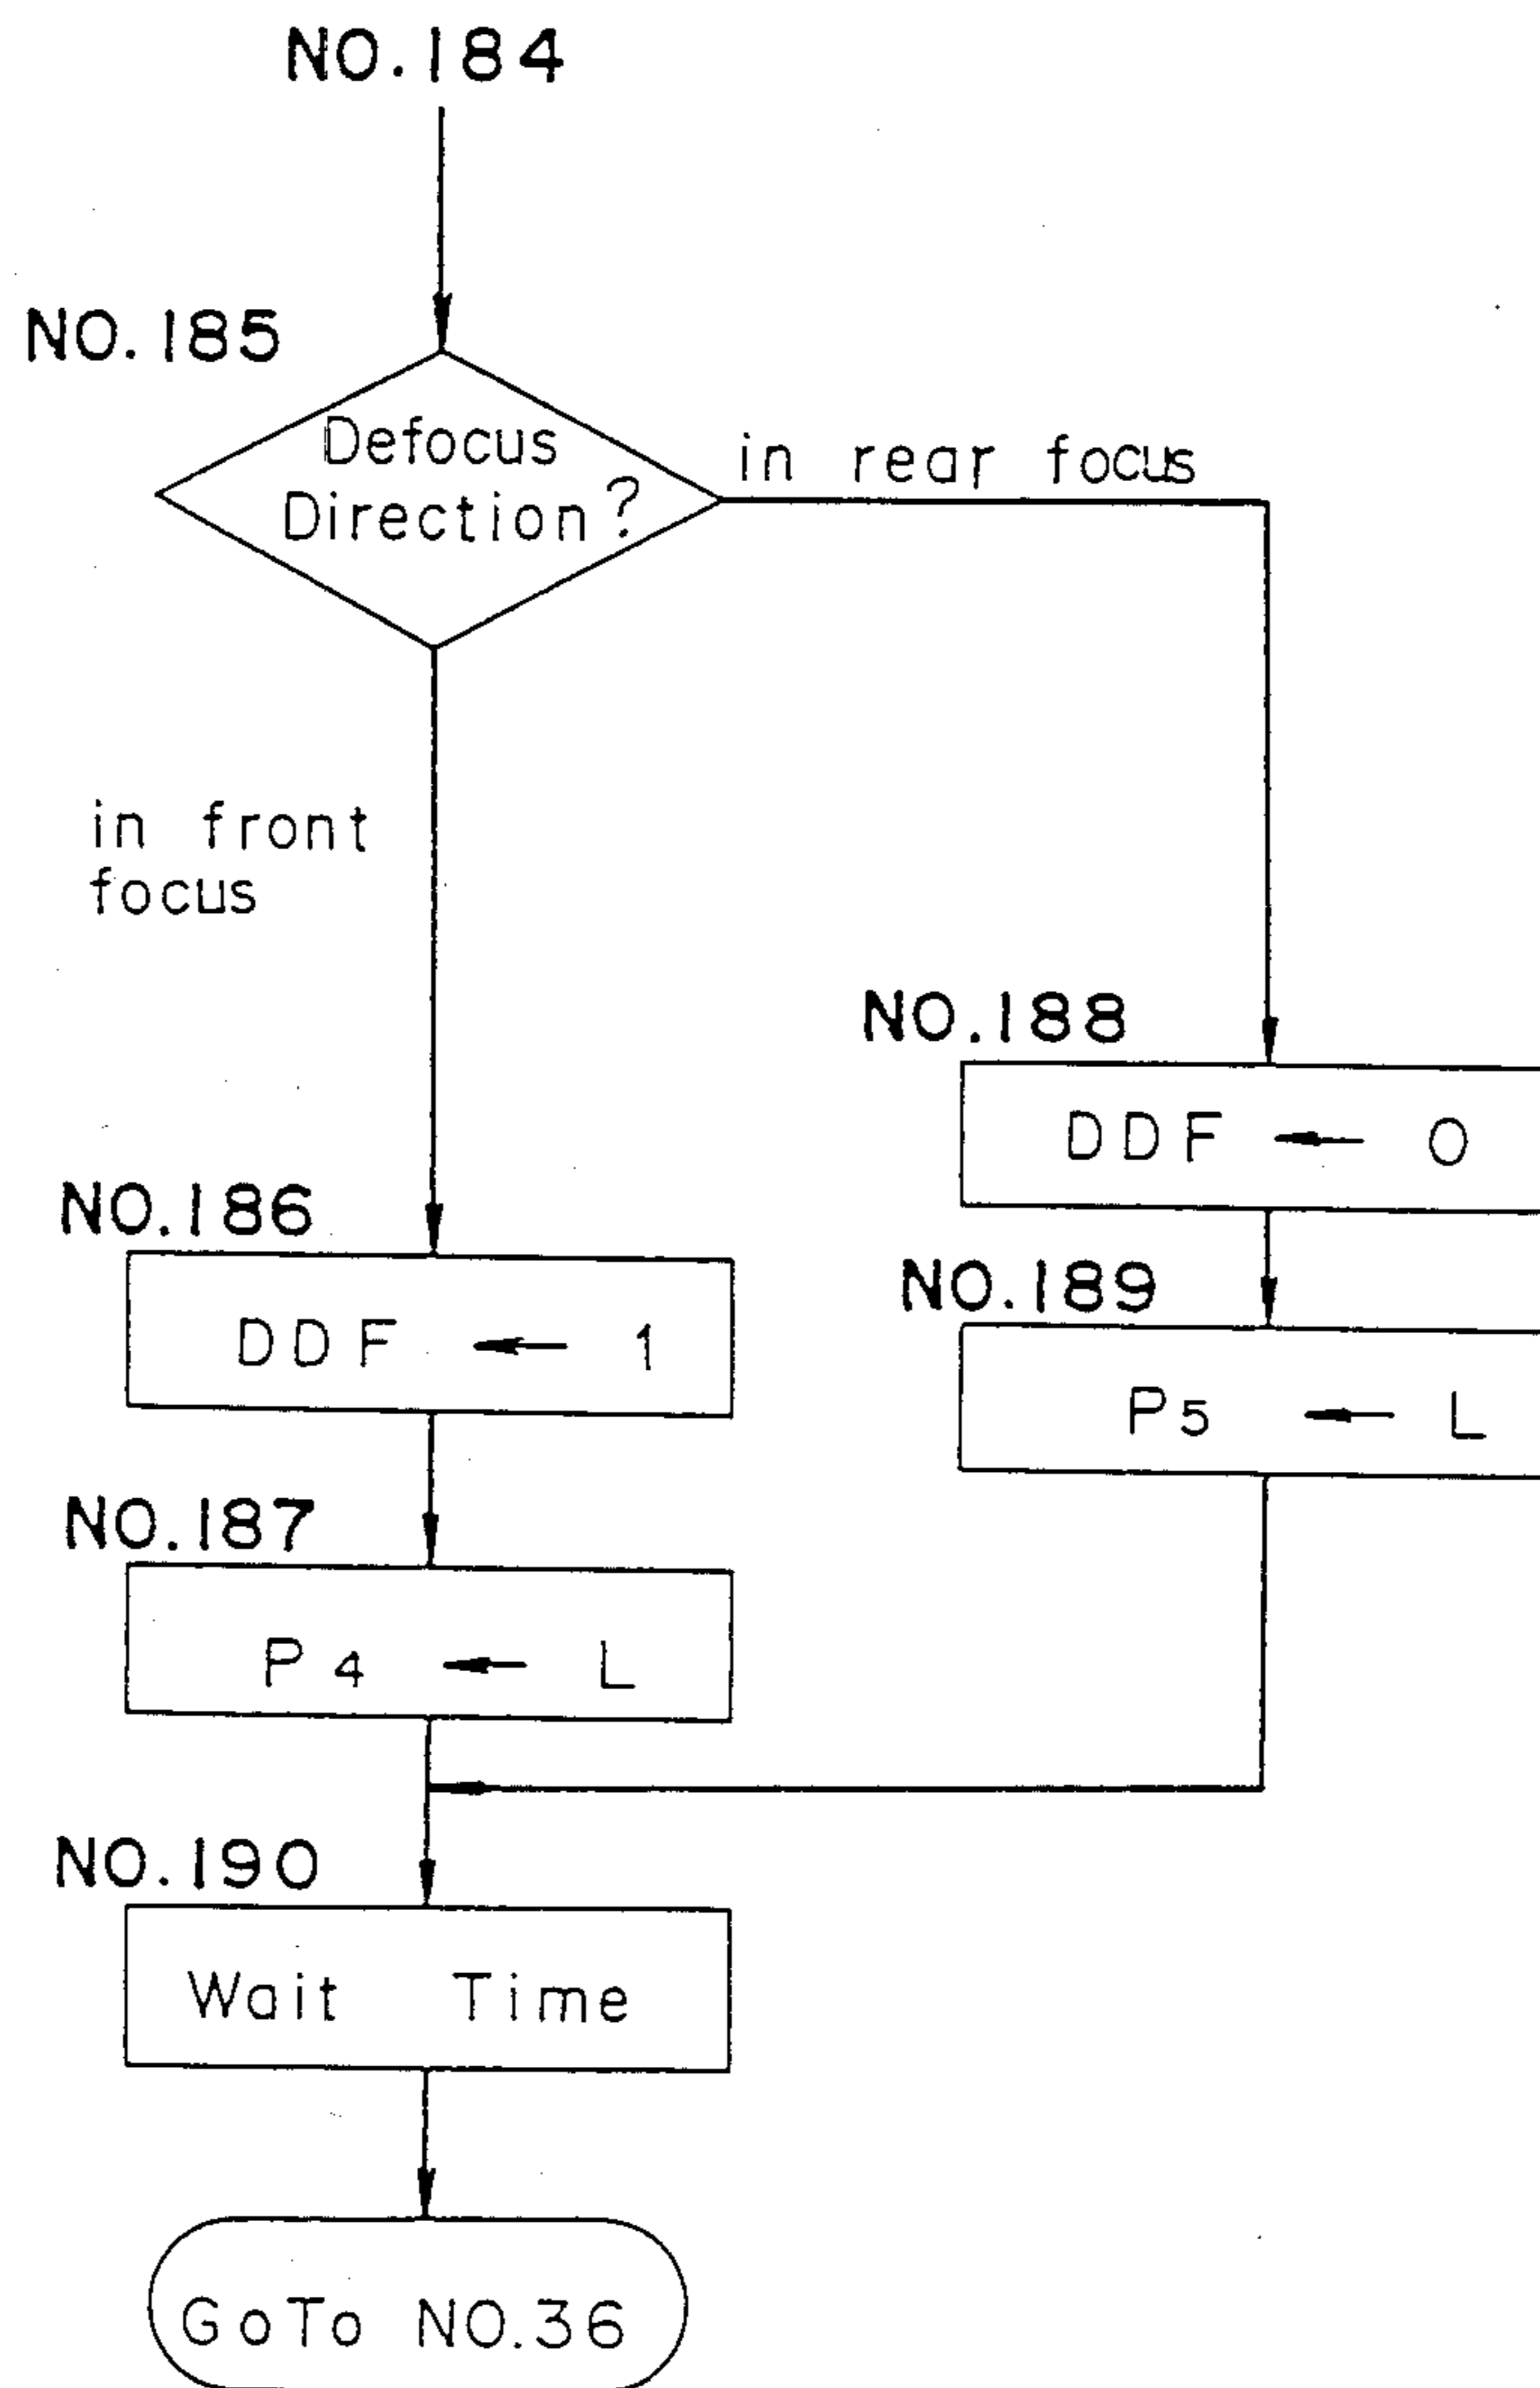 NO.184
NO.185
Defocus
Direction?
in rear focus
in front
focus
NO.188
DDF ← 0
NO.186
DDF ← 1
NO.189
P5 ← L
NO.187
P4 ← L
NO.190
Wait Time
GoTo NO.36